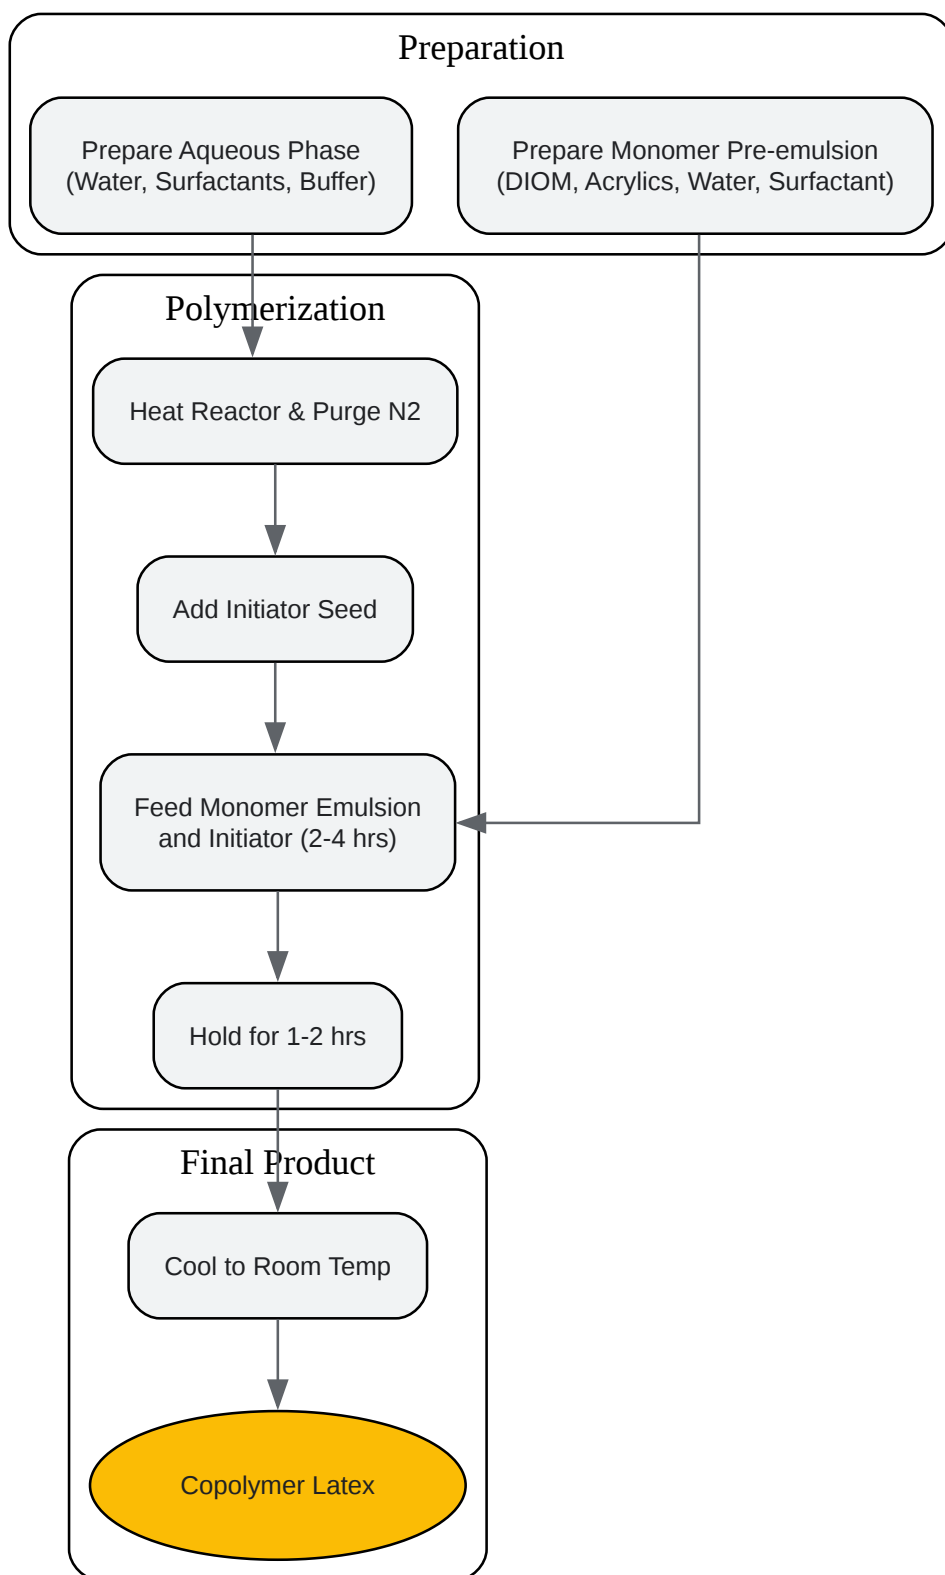 Preparation
Prepare Aqueous Phase
(Water, Surfactants, Buffer)
Prepare Monomer Pre-emulsion
(DIOM, Acrylics, Water, Surfactant)
Polymerization
Heat Reactor & Purge N2
Add Initiator Seed
Feed Monomer Emulsion
and Initiator (2-4 hrs)
Hold for 1-2 hrs
Final Product
Cool to Room Temp
Copolymer Latex